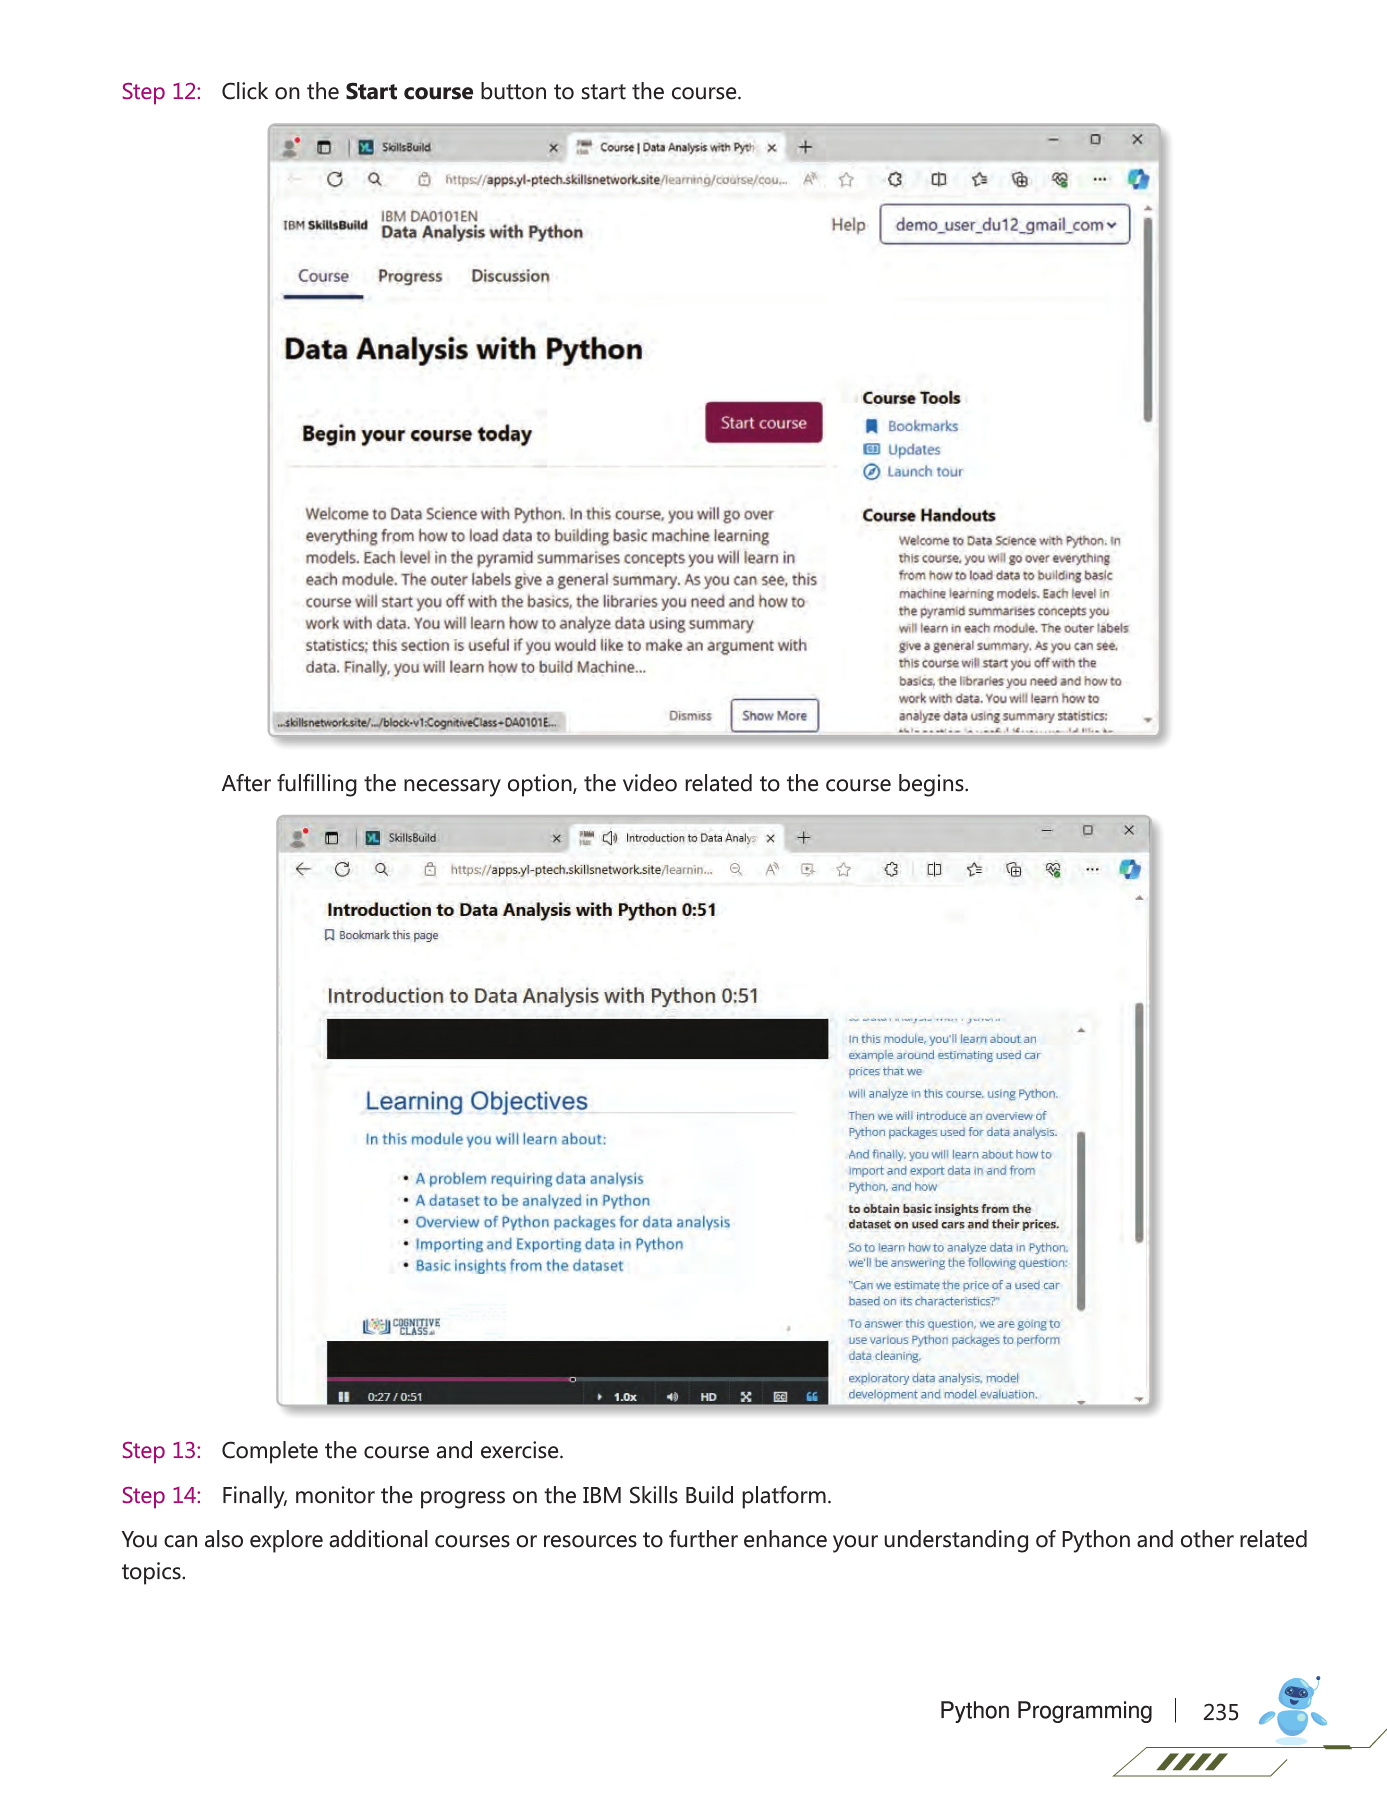 Step 12: Click on the Start course button to start the course.
SkillsBuild
Course | Data Analysis with Pyth
https://apps.yl-ptech.skillsnetwork.site/learning/course/cou...
IBM SkillsBuild
IBM DA0101EN
Data Analysis with Python
Help
demo_user_du12_gmail_com
Course Progress Discussion
Data Analysis with Python
Begin your course today
Start course
Welcome to Data Science with Python. In this course, you will go over
everything from how to load data to building basic machine learning
models. Each level in the pyramid summarises concepts you will learn in
each module. The outer labels give a general summary. As you can see, this
course will start you off with the basics, the libraries you need and how to
work with data. You will learn how to analyze data using summary
statistics; this section is useful if you would like to make an argument with
data. Finally, you will learn how to build Machine...
Dismiss Show More
...skillsnetwork.site/.../block-v1:CognitiveClass+DA0101E...
Course Tools
Bookmarks
Updates
Launch tour
Course Handouts
Welcome to Data Science with Python. In
this course, you will go over everything
from how to load data to building basic
machine learning models. Each level in
the pyramid summarises concepts you
will learn in each module. The outer labels
give a general summary. As you can see,
this course will start you off with the
basics, the libraries you need and how to
work with data. You will learn how to
analyze data using summary statistics;
After fulfilling the necessary option, the video related to the course begins.
SkillsBuild
Introduction to Data Analys
https://apps.yl-ptech.skillsnetwork.site/learnin...
Introduction to Data Analysis with Python 0:51
Bookmark this page
Introduction to Data Analysis with Python 0:51
Learning Objectives
In this module you will learn about:
• A problem requiring data analysis
• A dataset to be analyzed in Python
• Overview of Python packages for data analysis
• Importing and Exporting data in Python
• Basic insights from the dataset
COGNITIVE
CLASS.ai
0:27 / 0:51
1.0x
HD
In this module, you'll learn about an
example around estimating used car
prices that we
will analyze in this course, using Python.
Then we will introduce an overview of
Python packages used for data analysis.
And finally, you will learn about how to
import and export data in and from
Python, and how
to obtain basic insights from the
dataset on used cars and their prices.
So to learn how to analyze data in Python,
we'll be answering the following question:
"Can we estimate the price of a used car
based on its characteristics?"
To answer this question, we are going to
use various Python packages to perform
data cleaning,
exploratory data analysis, model
development and model evaluation.
Step 13: Complete the course and exercise.
Step 14: Finally, monitor the progress on the IBM Skills Build platform.
You can also explore additional courses or resources to further enhance your understanding of Python and other related
topics.
Python Programming 235